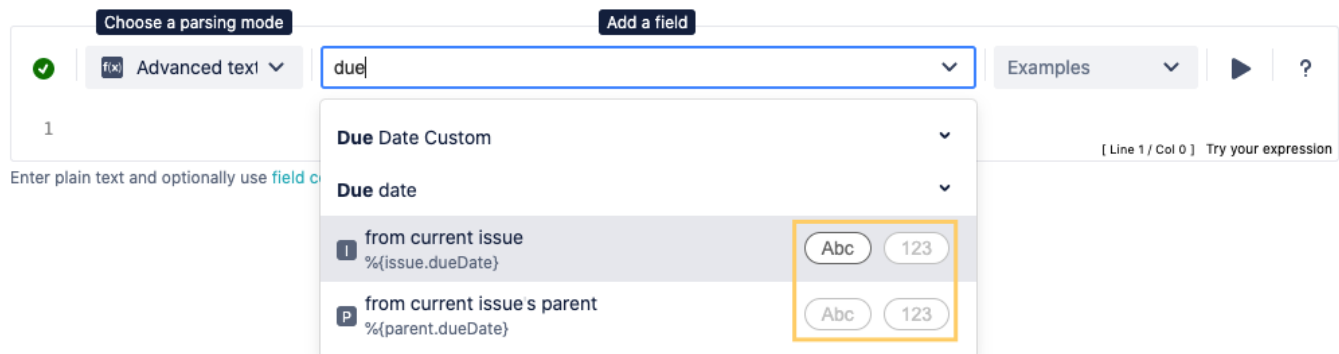 Choose a parsing mode Add a field
f(x) Advanced text due Examples ?
1
Due Date Custom
[ Line 1 / Col 0 ] Try your expression
Enter plain text and optionally use field c
Due date
I from current issue Abc 123
%{issue.dueDate}
P from current issue's parent Abc 123
%{parent.dueDate}